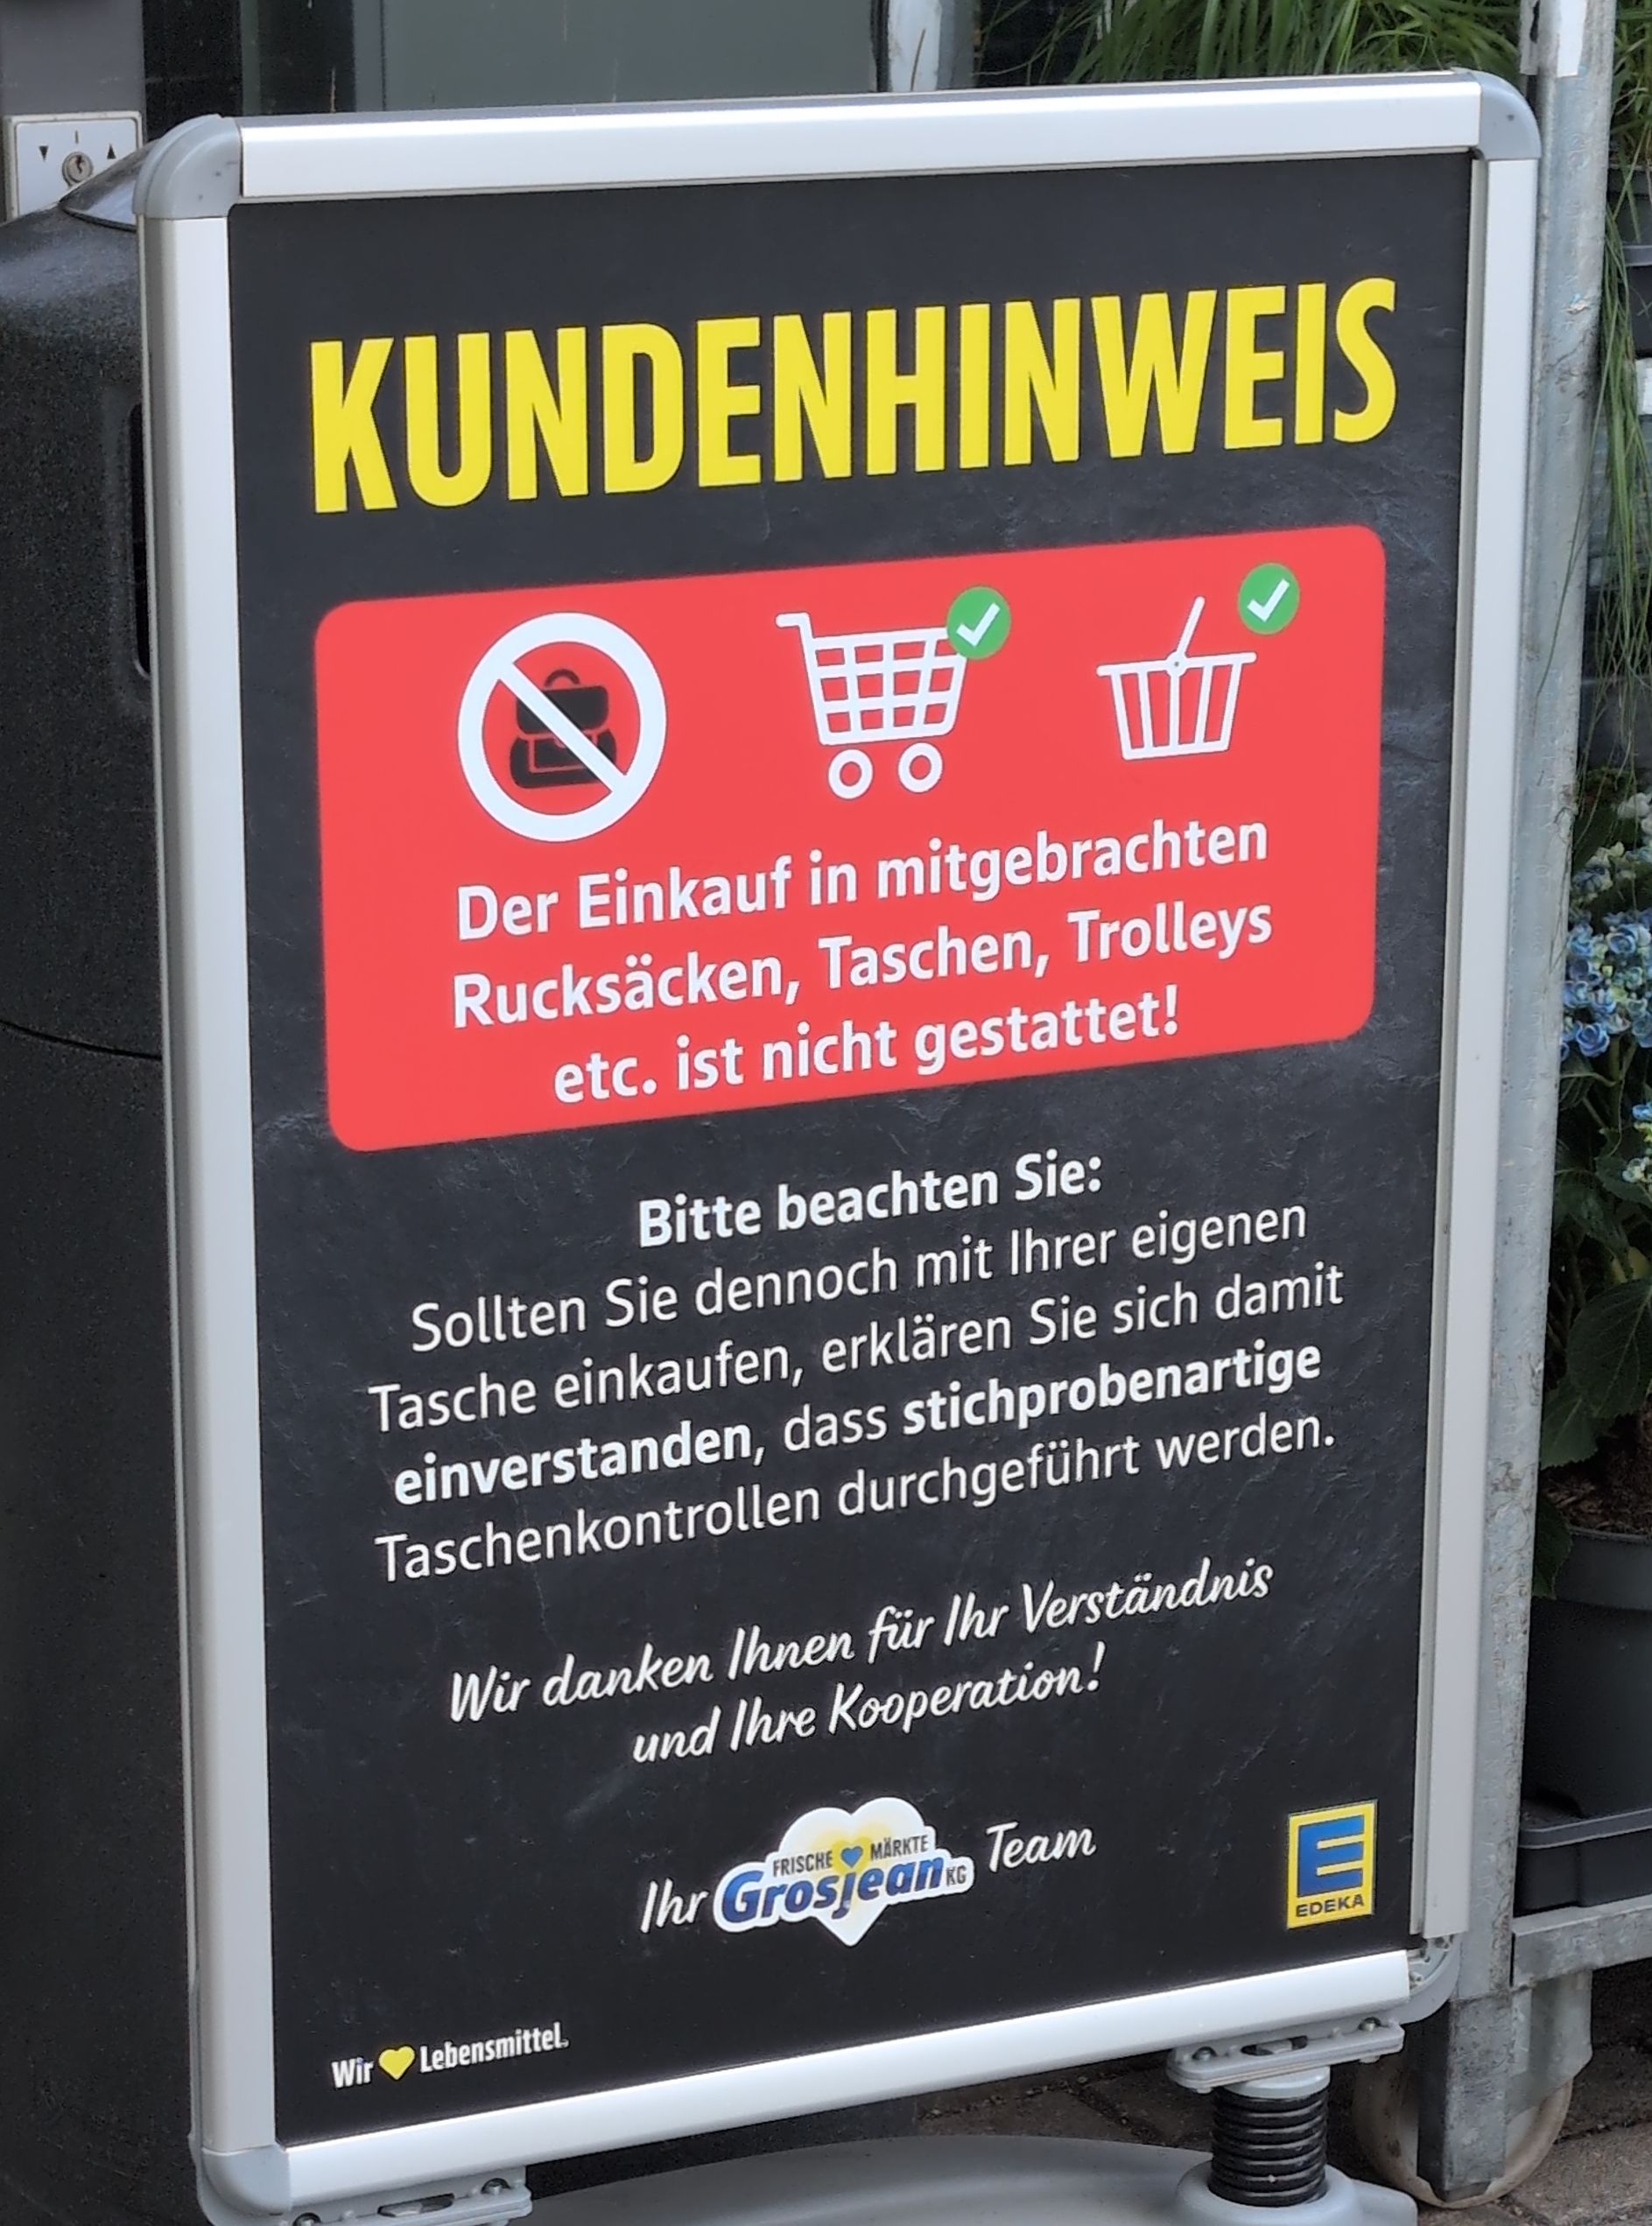 KUNDENHINWEIS
Der Einkauf in mitgebrachten
Rucksäcken, Taschen, Trolleys
etc. ist nicht gestattet!
Bitte beachten Sie:
Sollten Sie dennoch mit Ihrer eigenen
Tasche einkaufen, erklären Sie sich damit
einverstanden, dass stichprobenartige
Taschenkontrollen durchgeführt werden.
Wir danken Ihnen für Ihr Verständnis
und Ihre Kooperation!
FRISCHE MÄRKTE
Ihr Grosjean KG Team
E
EDEKA
Wir Lebensmittel.